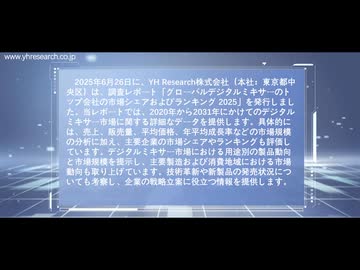 www.yhresearch.co.jp
2025年6月26日に、YH Research株式会社（本社：東京都中
央区）は、調査レポート「グローバルデジタルミキサーのト
ップ会社の市場シェアおよびランキング 2025」を発行しまし
た。当レポートでは、2020年から2031年にかけてのデジタル
ミキサー市場に関する詳細なデータを提供します。具体的に
は、売上、販売量、平均価格、年平均成長率などの市場規模
の分析に加え、主要企業の市場シェアやランキングも評価し
ています。デジタルミキサー市場における用途別の製品動向
と市場規模を提示し、主要製造および消費地域における市場
動向も取り上げています。技術革新や新製品の発売状況につ
いても考察し、企業の戦略立案に役立つ情報を提供します。